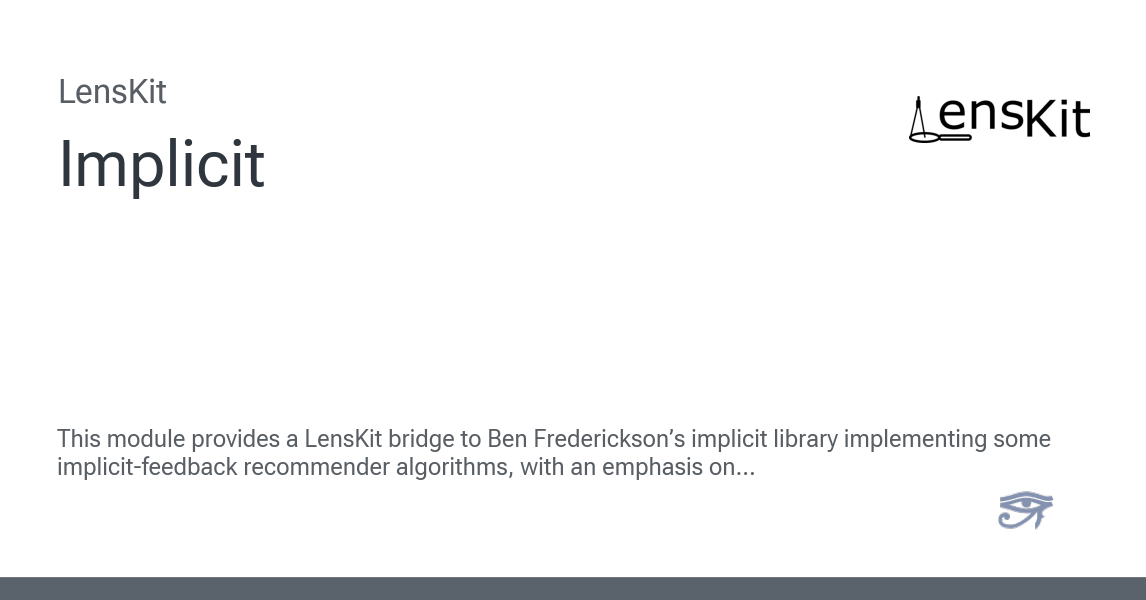 LensKit
LensKit
Implicit
This module provides a LensKit bridge to Ben Frederickson’s implicit library implementing some
implicit-feedback recommender algorithms, with an emphasis on...